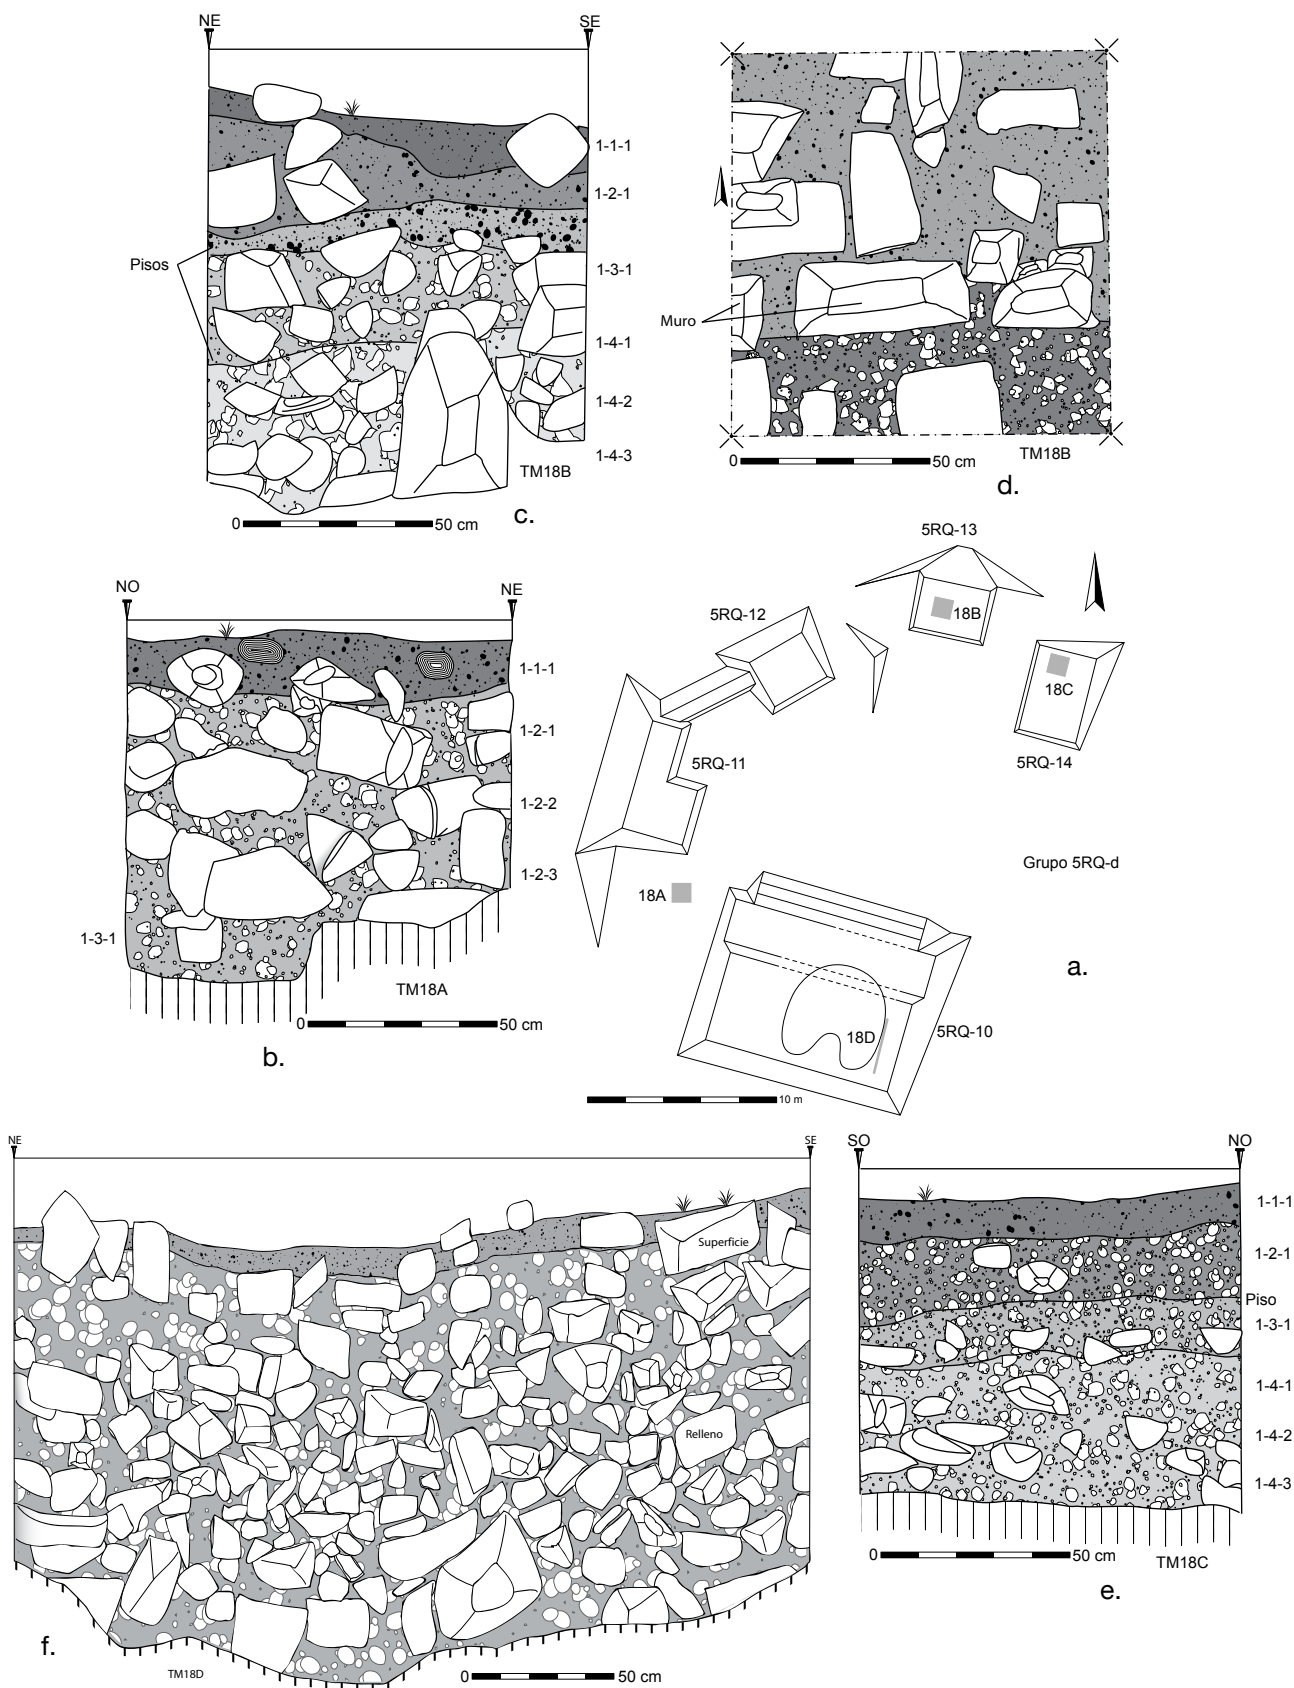 NE
SE
1-1-1
1-2-1
Pisos
1-3-1
1-4-1
1-4-2
1-4-3
TM18B
0
50 cm
c.
Muro
0
50 cm
TM18B
d.
NO
NE
1-1-1
1-2-1
1-2-2
1-2-3
1-3-1
TM18A
0
50 cm
b.
5RQ-13
5RQ-12
18B
18C
5RQ-11
5RQ-14
Grupo 5RQ-d
18A
a.
18D
5RQ-10
10 m
NE
SE
Superficie
Relleno
f.
TM18D
0
50 cm
SO
NO
1-1-1
1-2-1
Piso
1-3-1
1-4-1
1-4-2
1-4-3
0
50 cm
TM18C
e.